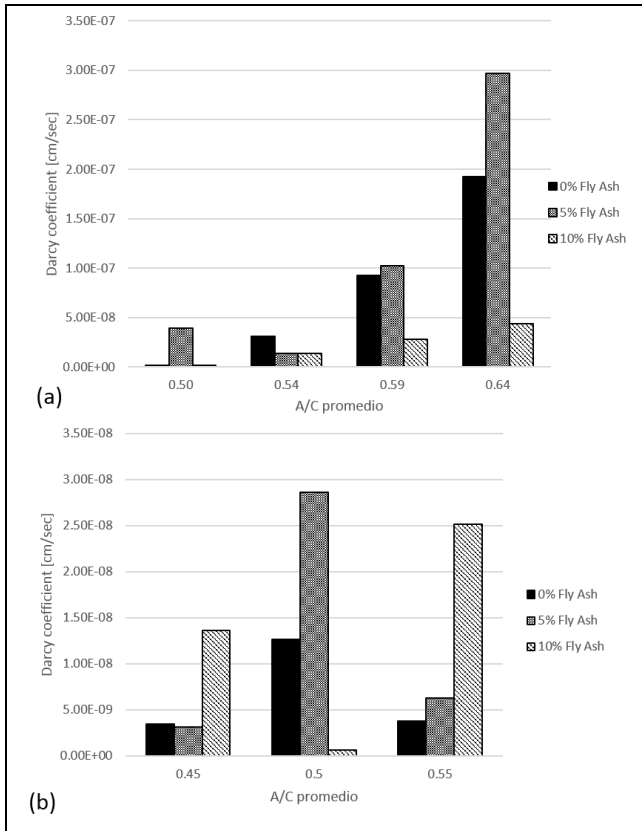 3.50E-07
3.00E-07
2.00E-07
1.50E-07
1.00E-07
5.00E-08
0.00E+00
Darcy coefficient [cm/sec]
0.50 0.54 0.59 0.64
A/C promedio
0% Fly Ash
5% Fly Ash
10% Fly Ash
(a)
3.50E-08
3.00E-08
2.50E-08
2.00E-08
1.50E-08
1.00E-08
5.00E-09
0.00E+00
Darcy coefficient [cm/sec]
0.45 0.5 0.55
A/C promedio
0% Fly Ash
5% Fly Ash
10% Fly Ash
(b)